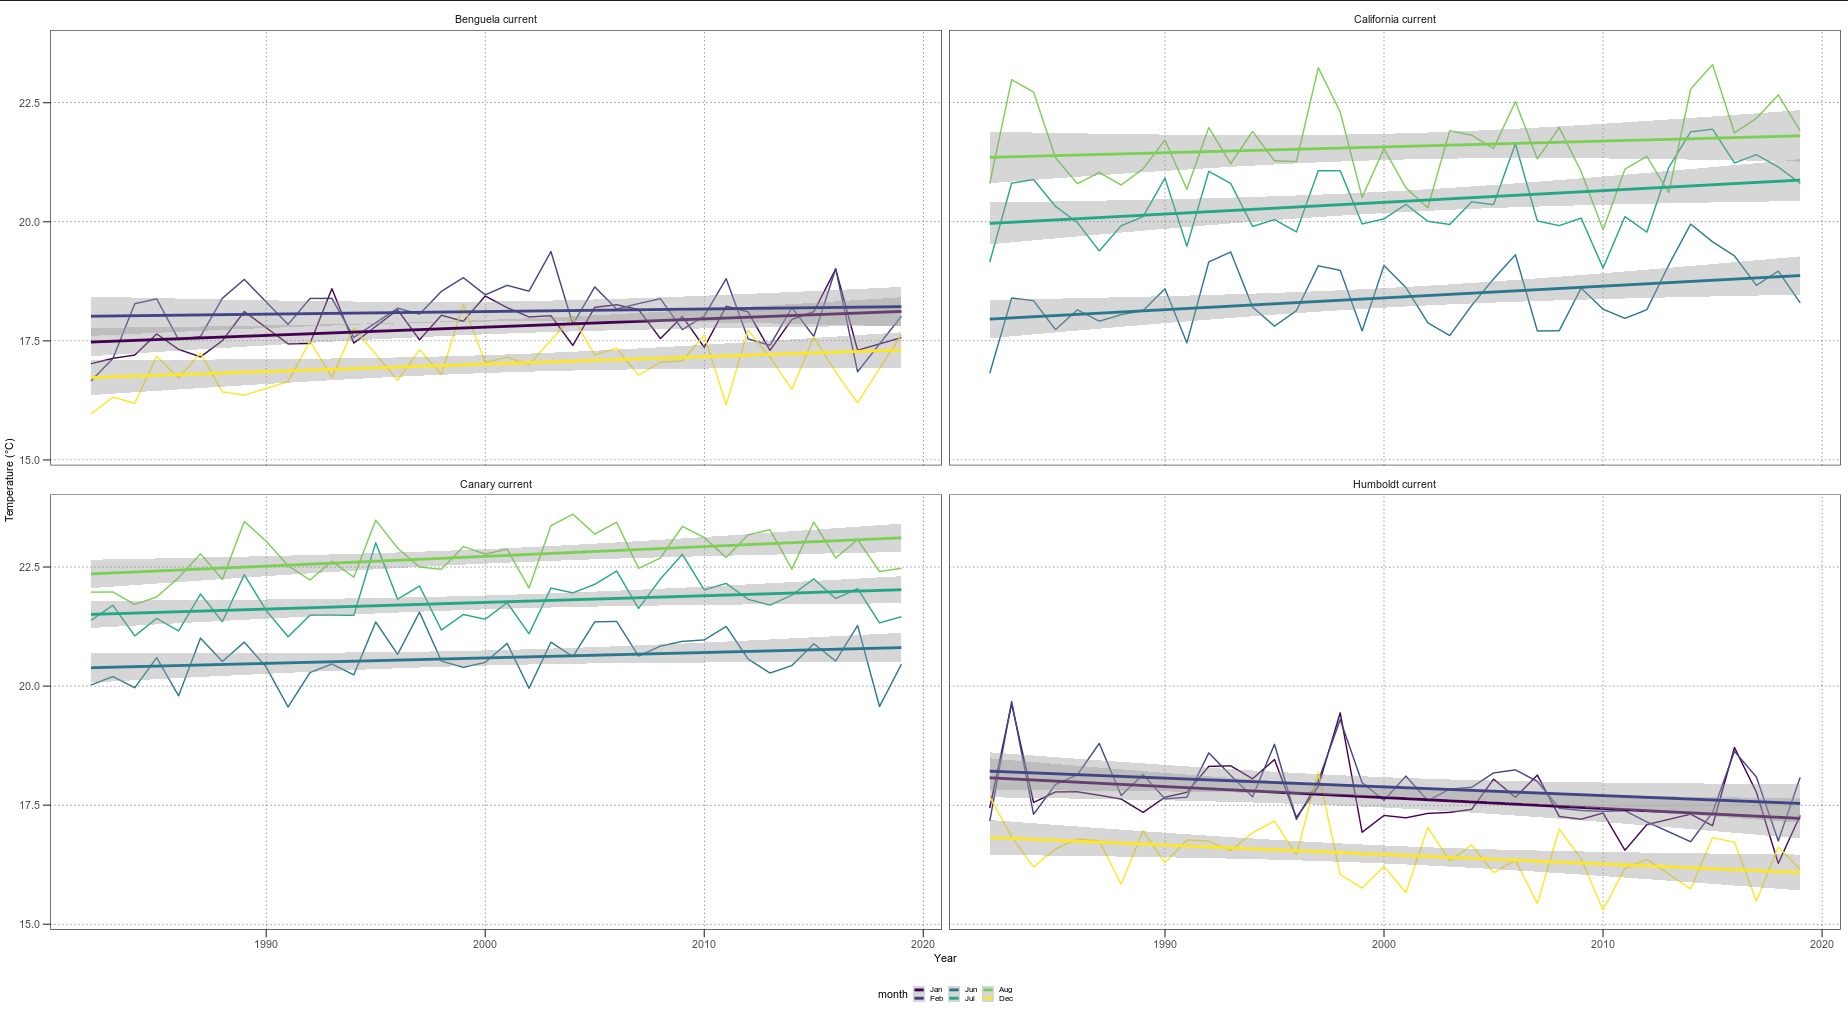 Benguela current
California current
22.5
20.0
17.5
15.0
Canary current
Humboldt current
22.5
20.0
17.5
15.0
Temperature (°C)
1990
2000
2010
2020
1990
2000
2010
2020
Year
month
Jan
Feb
Jun
Jul
Aug
Dec